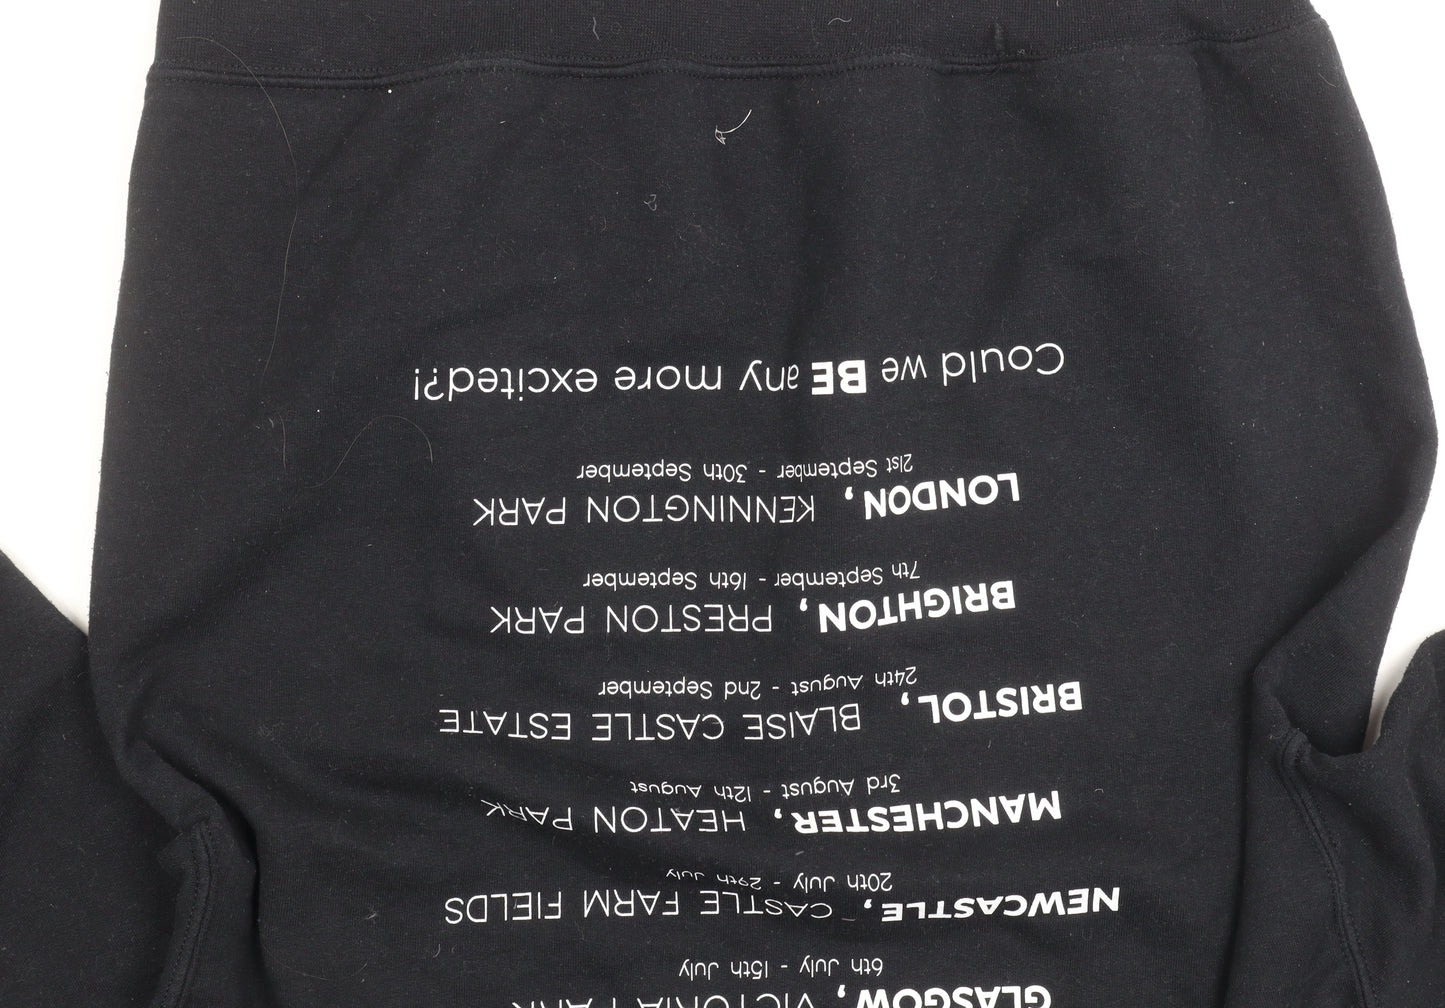 GLASGOW, VICTORIA PARK
6th July - 15th July
NEWCASTLE, CASTLE FARM FIELDS
20th July - 29th July
MANCHESTER, HEATON PARK
3rd August - 12th August
BRISTOL, BLAISE CASTLE ESTATE
24th August - 2nd September
BRIGHTON, PRESTON PARK
7th September - 16th September
LONDON, KENNINGTON PARK
21st September - 30th September
Could we BE any more excited?!